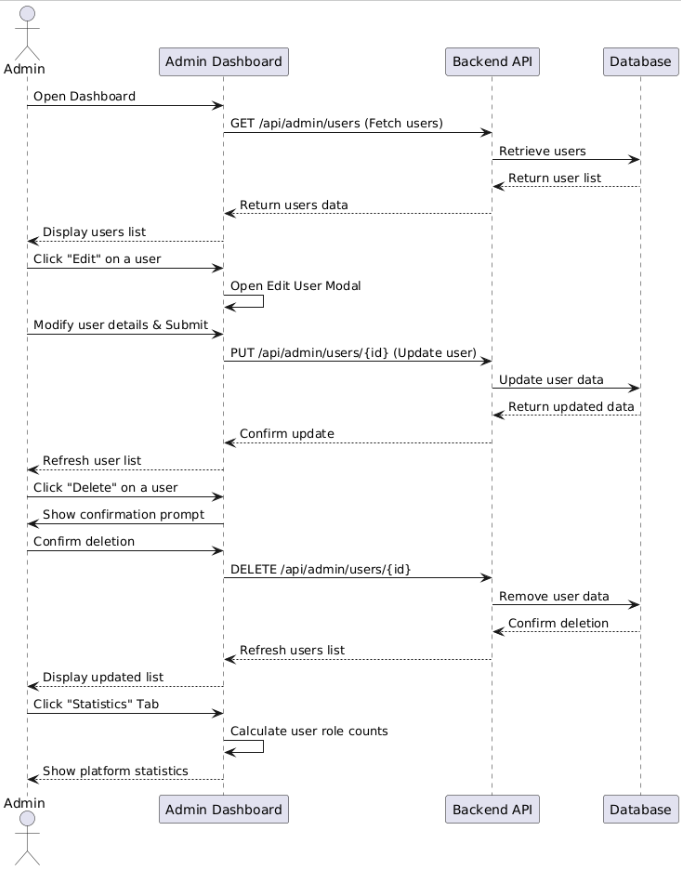 Admin
Admin Dashboard
Backend API
Database
Open Dashboard
GET /api/admin/users (Fetch users)
Retrieve users
Return user list
Return users data
Display users list
Click "Edit" on a user
Open Edit User Modal
Modify user details & Submit
PUT /api/admin/users/{id} (Update user)
Update user data
Return updated data
Confirm update
Refresh user list
Click "Delete" on a user
Show confirmation prompt
Confirm deletion
DELETE /api/admin/users/{id}
Remove user data
Confirm deletion
Refresh users list
Display updated list
Click "Statistics" Tab
Calculate user role counts
Show platform statistics
Admin
Admin Dashboard
Backend API
Database